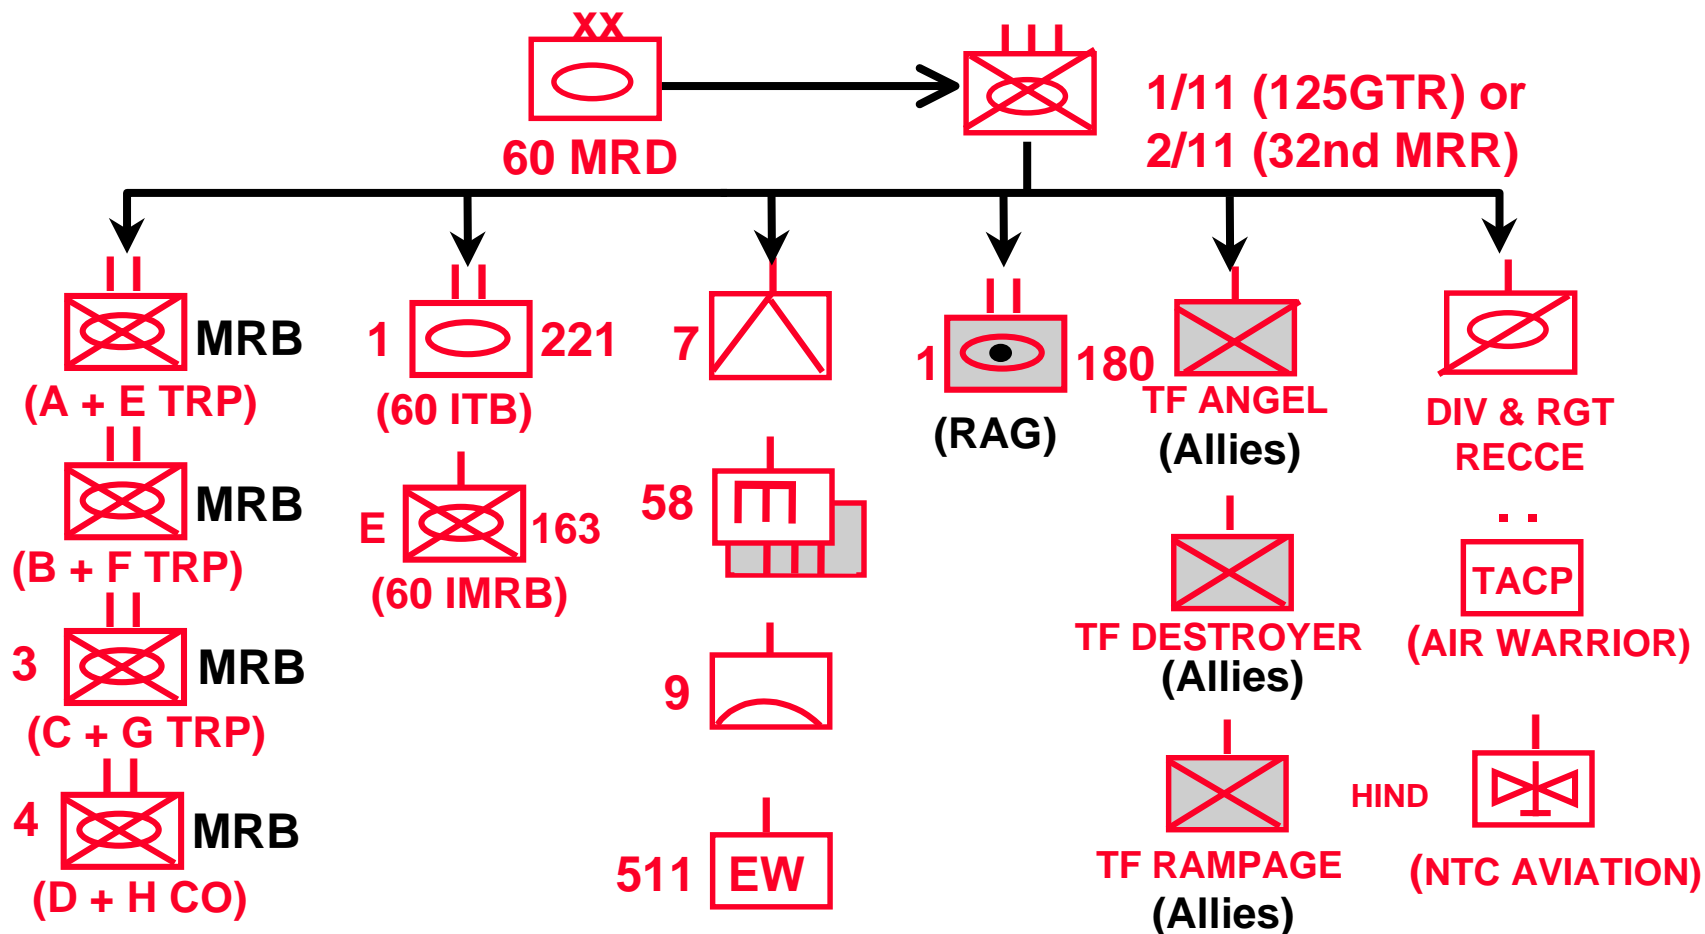 XX
60 MRD
1/11 (125GTR) or
2/11 (32nd MRR)
MRB
(A + E TRP)
MRB
(B + F TRP)
3 MRB
(C + G TRP)
4 MRB
(D + H CO)
1 221
(60 ITB)
E 163
(60 IMRB)
7
58
9
511 EW
1 180
(RAG)
TF ANGEL
(Allies)
TF DESTROYER
(Allies)
TF RAMPAGE
(Allies)
DIV & RGT
RECCE
TACP
(AIR WARRIOR)
HIND
(NTC AVIATION)